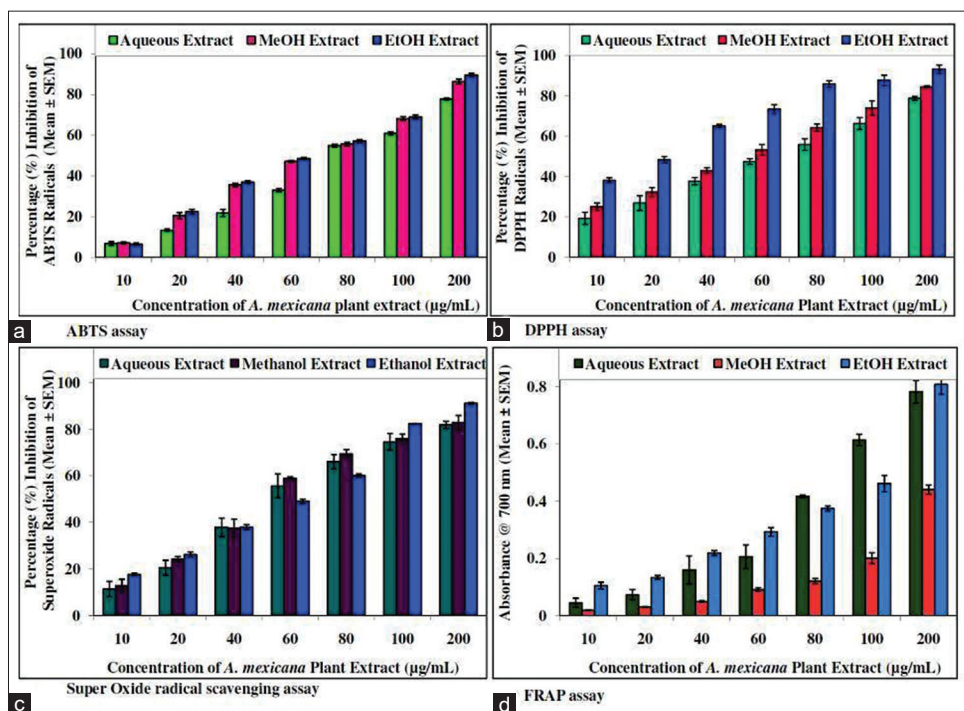 Aqueous Extract MeOH Extract EtOH Extract
Percentage (%) Inhibition of
ABTS Radicals (Mean ± SEM)
100
80
60
40
20
0
10 20 40 60 80 100 200
Concentration of A. mexicana plant extract (µg/mL)
a
ABTS assay
Aqueous Extract MeOH Extract EtOH Extract
Percentage (%) Inhibition of
DPPH Radicals (Mean ± SEM)
100
80
60
40
20
0
10 20 40 60 80 100 200
Concentration of A. mexicana Plant Extract (µg/mL)
b
DPPH assay
Aqueous Extract Methanol Extract Ethanol Extract
Percentage (%) Inhibition of
Superoxide Radicals (Mean ± SEM)
100
80
60
40
20
0
10 20 40 60 80 100 200
Concentration of A. mexicana Plant Extract (µg/mL)
c
Super Oxide radical scavenging assay
Aqueous Extract MeOH Extract EtOH Extract
Absorbance @ 700 nm (Mean ± SEM)
0.8
0.6
0.4
0.2
0
10 20 40 60 80 100 200
Concentration of A. mexicana Plant Extract (µg/mL)
d
FRAP assay